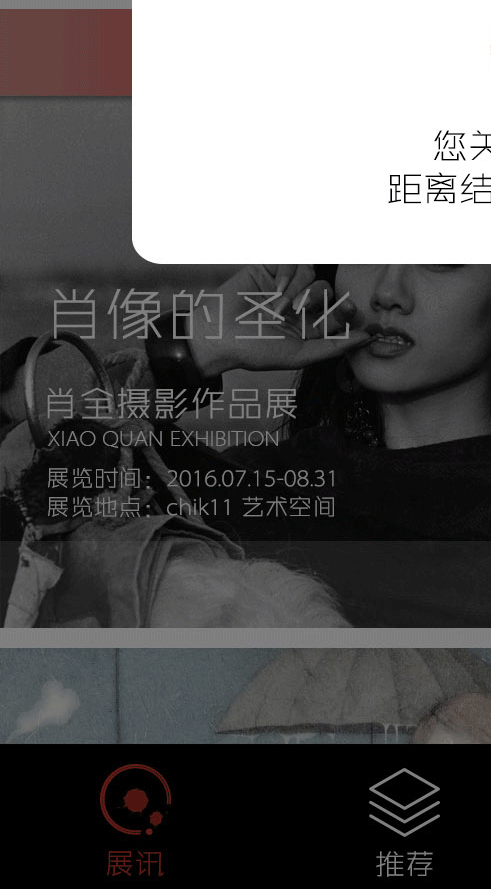 您关
距离结
肖像的圣化
肖全摄影作品展
XIAO QUAN EXHIBITION
展览时间：2016.07.15-08.31
展览地点：chik11 艺术空间
展讯
推荐